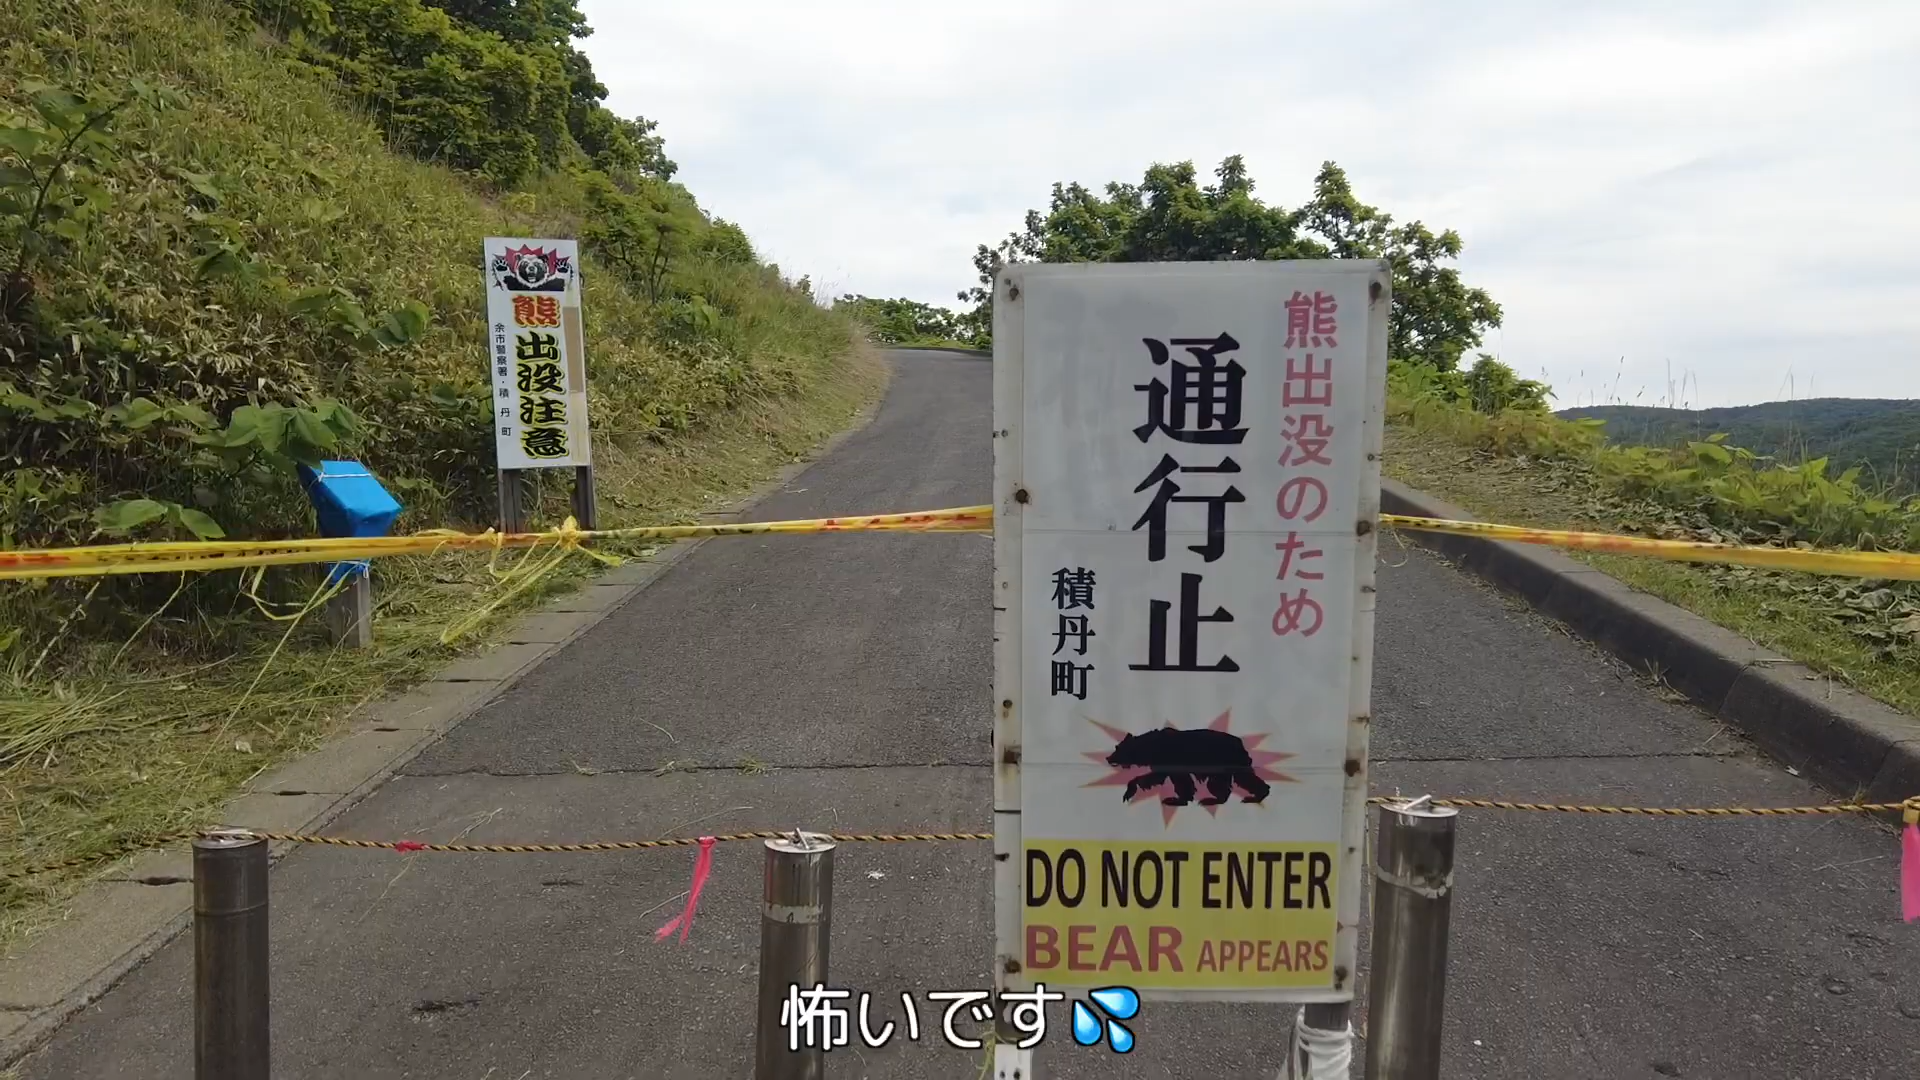 熊
出没注意
余市警察署・積丹町
熊出没のため
通行止
積丹町
DO NOT ENTER
BEAR APPEARS
怖いです💦